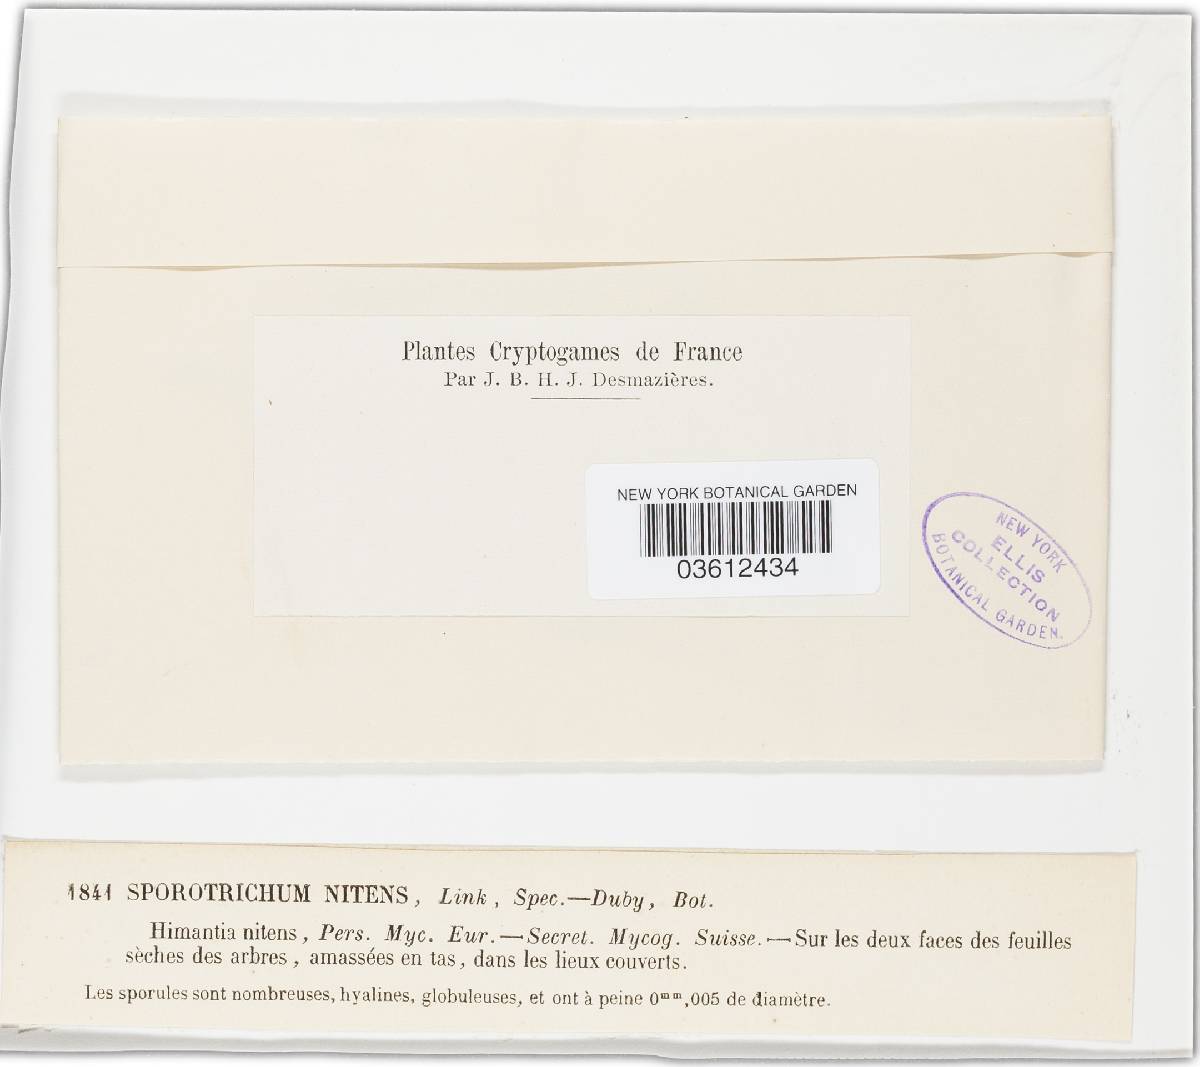 Plantes Cryptogames de France
Par J. B. H. J. Desmazières.
NEW YORK BOTANICAL GARDEN
03612434
NEW YORK
ELLIS
COLLECTION
BOTANICAL GARDEN.
1841 SPOROTRICHUM NITENS, Link, Spec.—Duby, Bot.
Himantia nitens, Pers. Myc. Eur.—Secret. Mycog. Suisse.—Sur les deux faces des feuilles
sèches des arbres, amassées en tas, dans les lieux couverts.
Les sporules sont nombreuses, hyalines, globuleuses, et ont à peine 0ᵐᵐ,005 de diamètre.